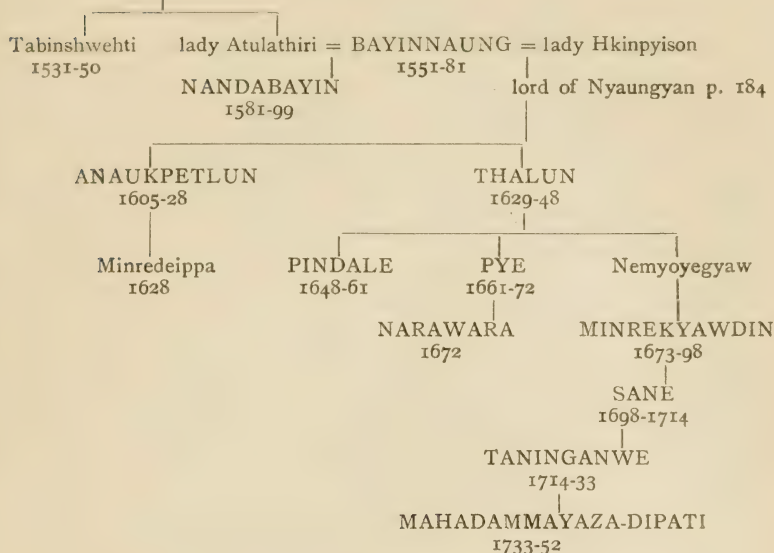 Tabinshwehti lady Atulathiri = BAYINNAUNG = lady Hkinpyison
1531-50 1551-81
NANDABAYIN lord of Nyaungyan p. 184
1581-99
ANAUKPETLUN THALUN
1605-28 1629-48
Minredeippa PINDALE PYE Nemyoyegyaw
1628 1648-61 1661-72
NARAWARA MINREKYAWDIN
1672 1673-98
SANE
1698-1714
TANINGANWE
1714-33
MAHADAMMAYAZA-DIPATI
1733-52